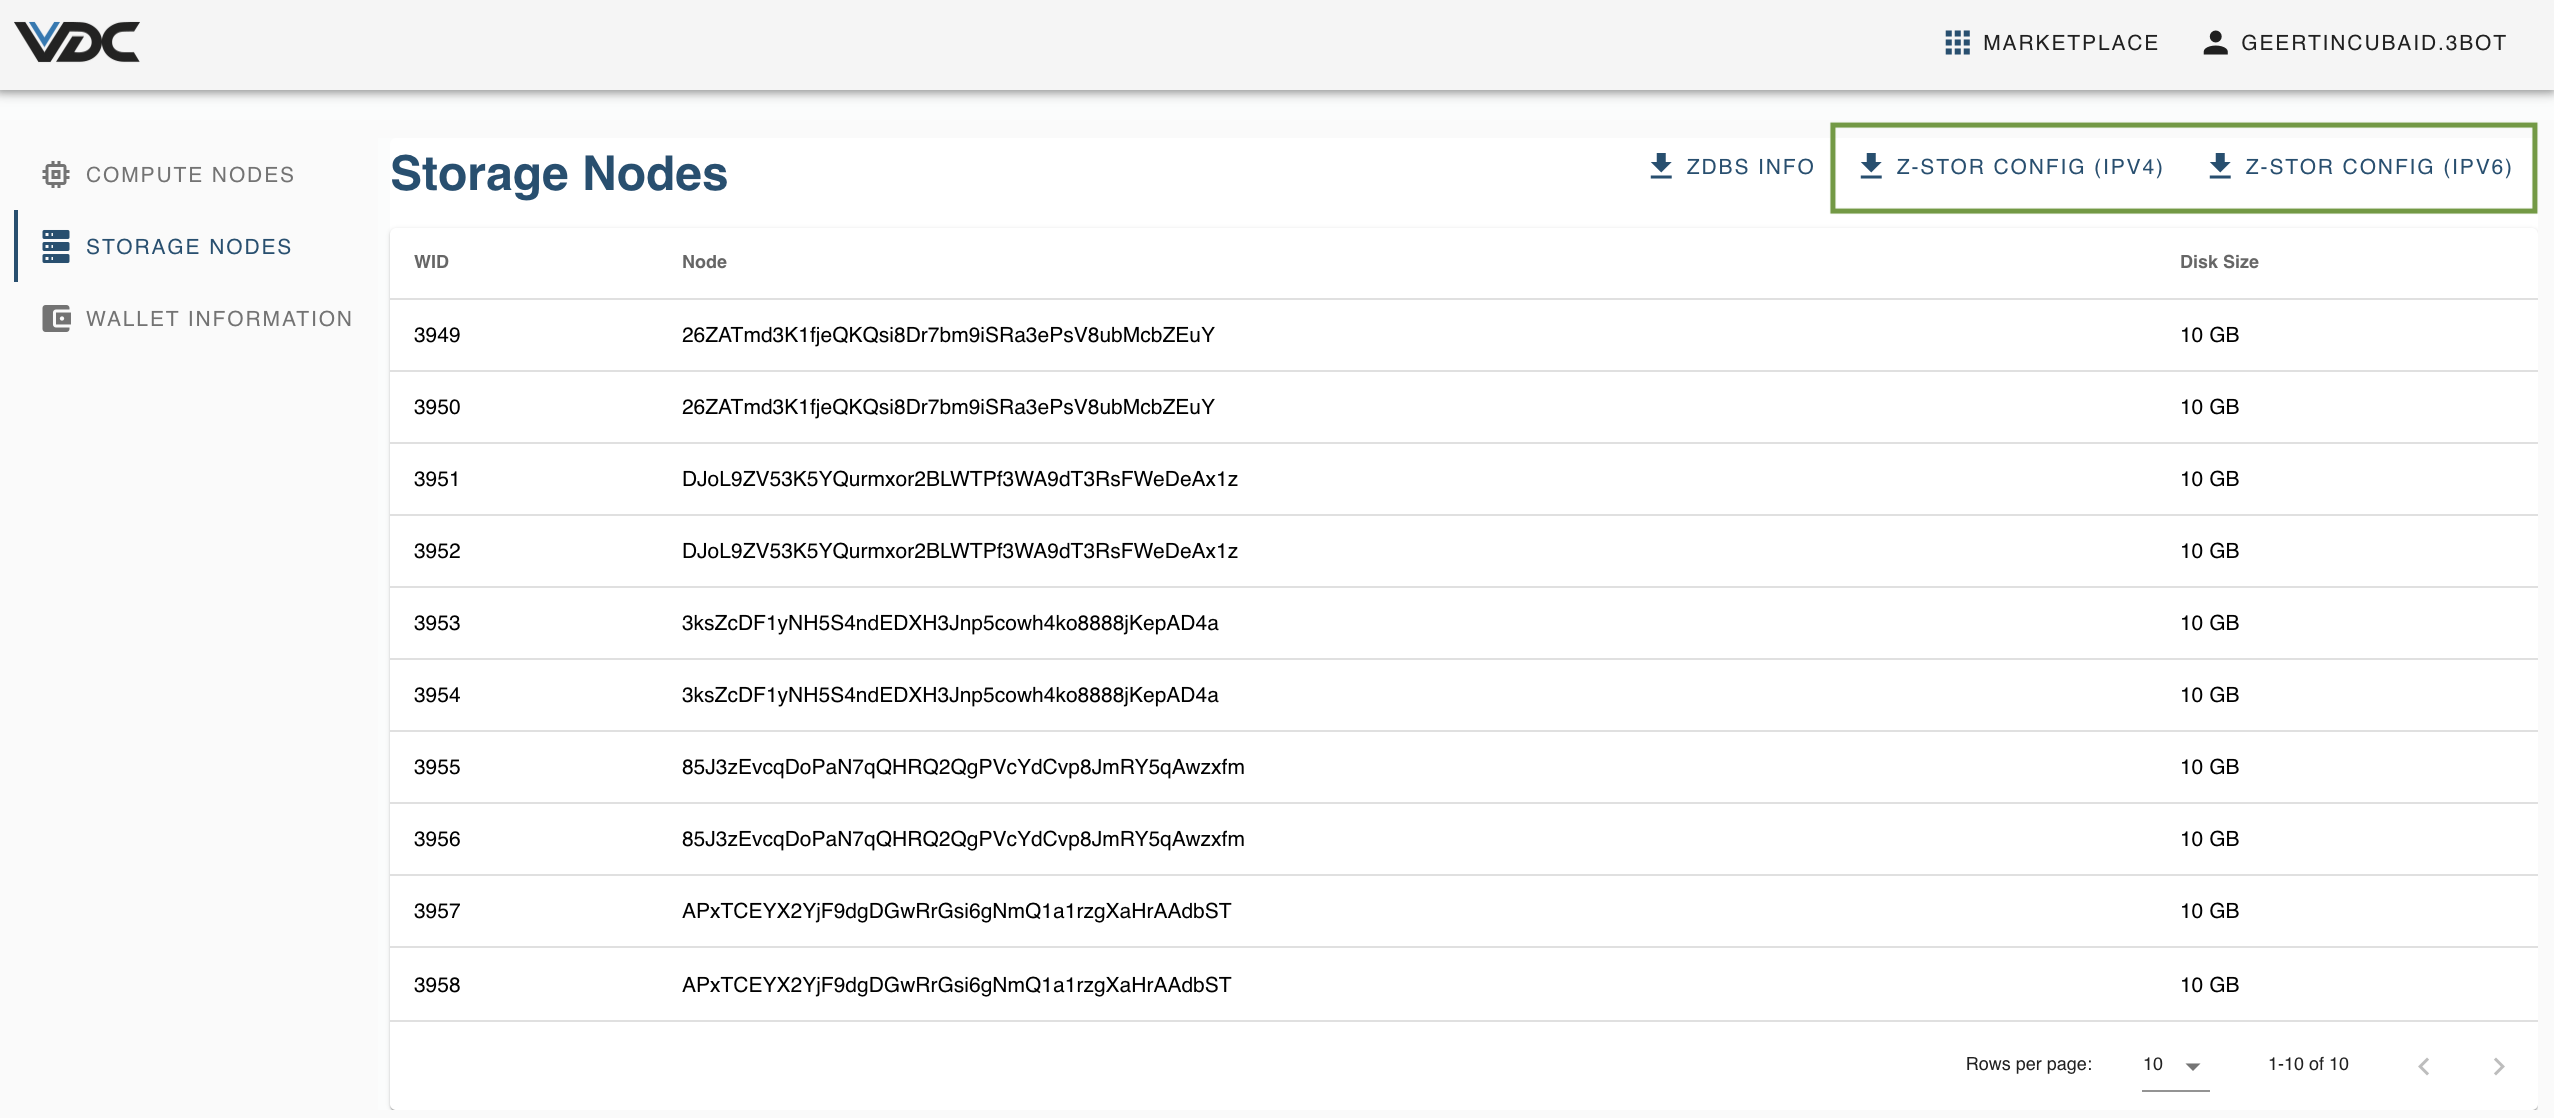 VDC
MARKETPLACE GEERTINCUBAID.3BOT
COMPUTE NODES
STORAGE NODES
WALLET INFORMATION
Storage Nodes ZDBS INFO Z-STOR CONFIG (IPV4) Z-STOR CONFIG (IPV6)
WID Node Disk Size
3949 26ZATmd3K1fjeQKQsi8Dr7bm9iSRa3ePsV8ubMcbZEuY 10 GB
3950 26ZATmd3K1fjeQKQsi8Dr7bm9iSRa3ePsV8ubMcbZEuY 10 GB
3951 DJoL9ZV53K5YQurmxor2BLWTPf3WA9dT3RsFWeDeAx1z 10 GB
3952 DJoL9ZV53K5YQurmxor2BLWTPf3WA9dT3RsFWeDeAx1z 10 GB
3953 3ksZcDF1yNH5S4ndEDXH3Jnp5cowh4ko8888jKepAD4a 10 GB
3954 3ksZcDF1yNH5S4ndEDXH3Jnp5cowh4ko8888jKepAD4a 10 GB
3955 85J3zEvcqDoPaN7qQHRQ2QgPVcYdCvp8JmRY5qAwzxfm 10 GB
3956 85J3zEvcqDoPaN7qQHRQ2QgPVcYdCvp8JmRY5qAwzxfm 10 GB
3957 APxTCEYX2YjF9dgDGwRrGsi6gNmQ1a1rzgXaHrAAdbST 10 GB
3958 APxTCEYX2YjF9dgDGwRrGsi6gNmQ1a1rzgXaHrAAdbST 10 GB
Rows per page: 10 1-10 of 10